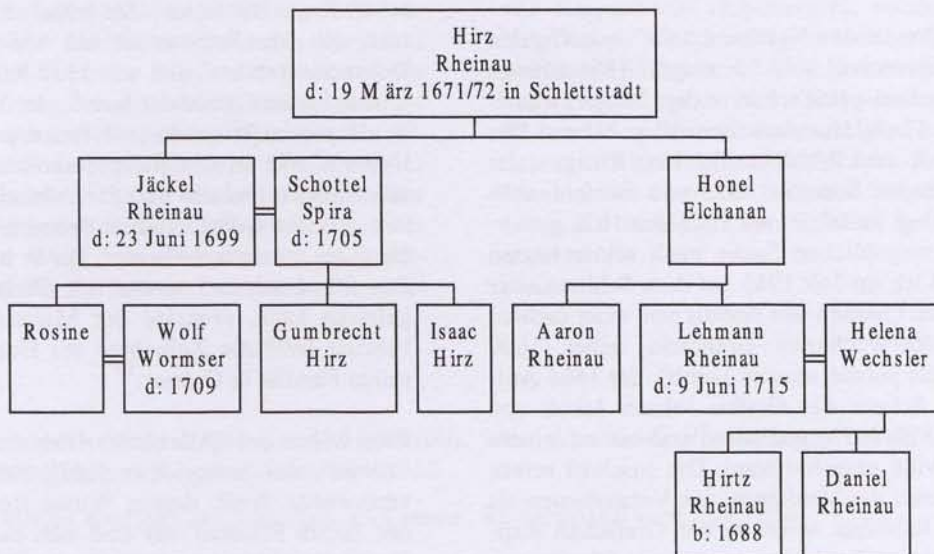 Hirz
Rheinau
d: 19 März 1671/72 in Schlettstadt
Jäckel
Rheinau
d: 23 Juni 1699
Schottel
Spira
d: 1705
Honel
Elchanan
Rosine
Wolf
Wormser
d: 1709
Gumbrecht
Hirz
Isaac
Hirz
Aaron
Rheinau
Lehmann
Rheinau
d: 9 Juni 1715
Helena
Wechsler
Hirtz
Rheinau
b: 1688
Daniel
Rheinau